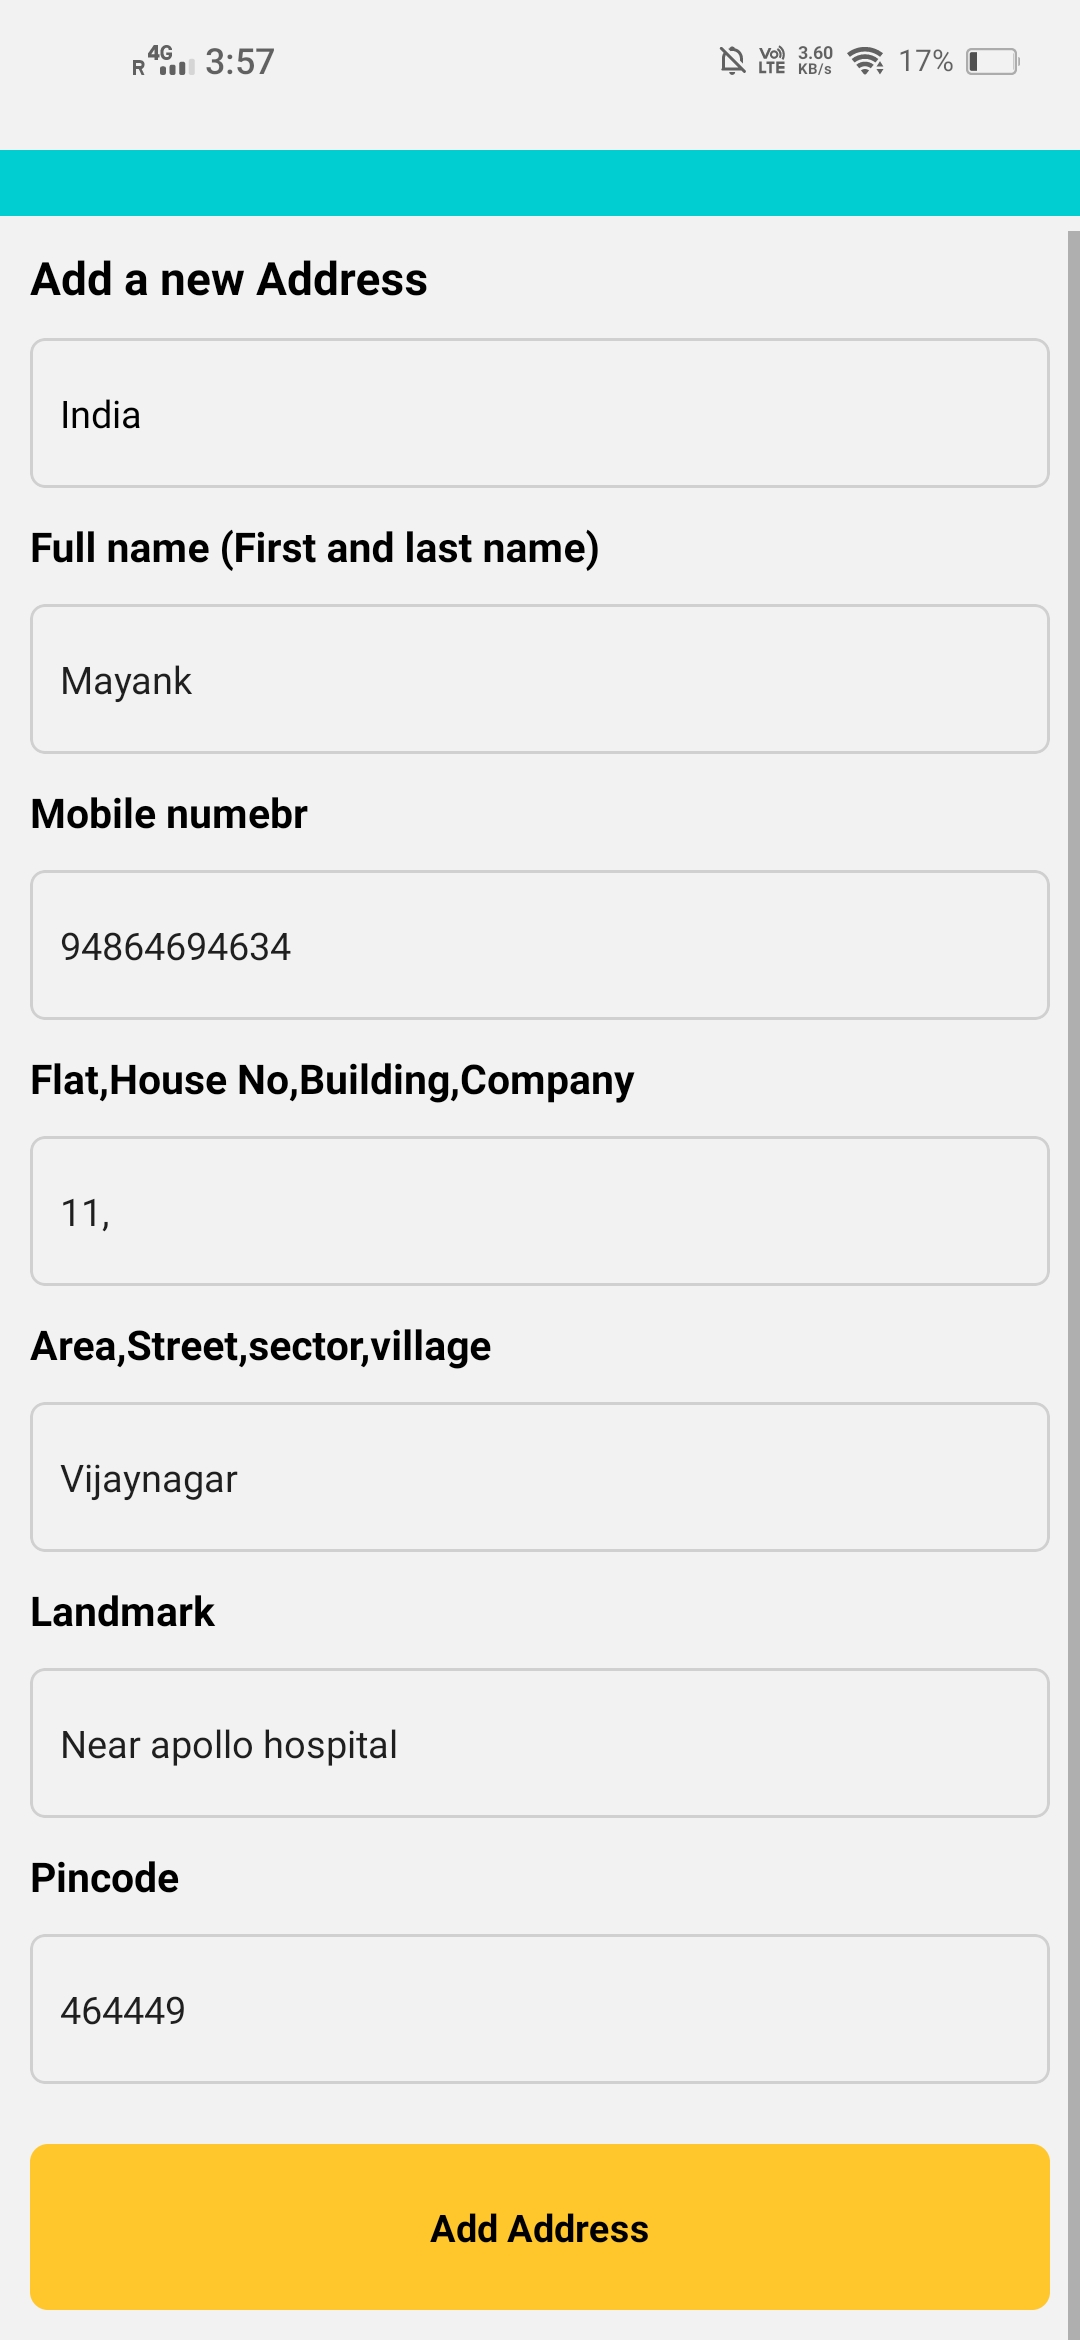 R 4G 3:57 Vo) LTE 3.60 KB/s 17%
Add a new Address
India
Full name (First and last name)
Mayank
Mobile numebr
94864694634
Flat,House No,Building,Company
11,
Area,Street,sector,village
Vijaynagar
Landmark
Near apollo hospital
Pincode
464449
Add Address